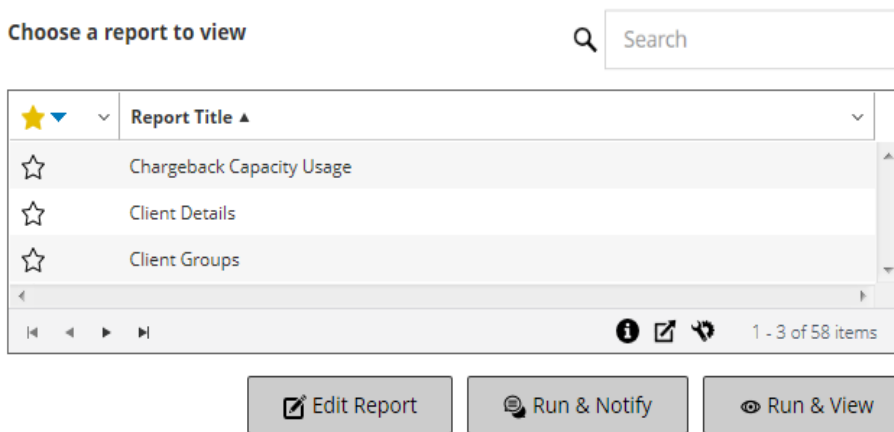 Choose a report to view
Search
Report Title
Chargeback Capacity Usage
Client Details
Client Groups
1 - 3 of 58 items
Edit Report
Run & Notify
Run & View